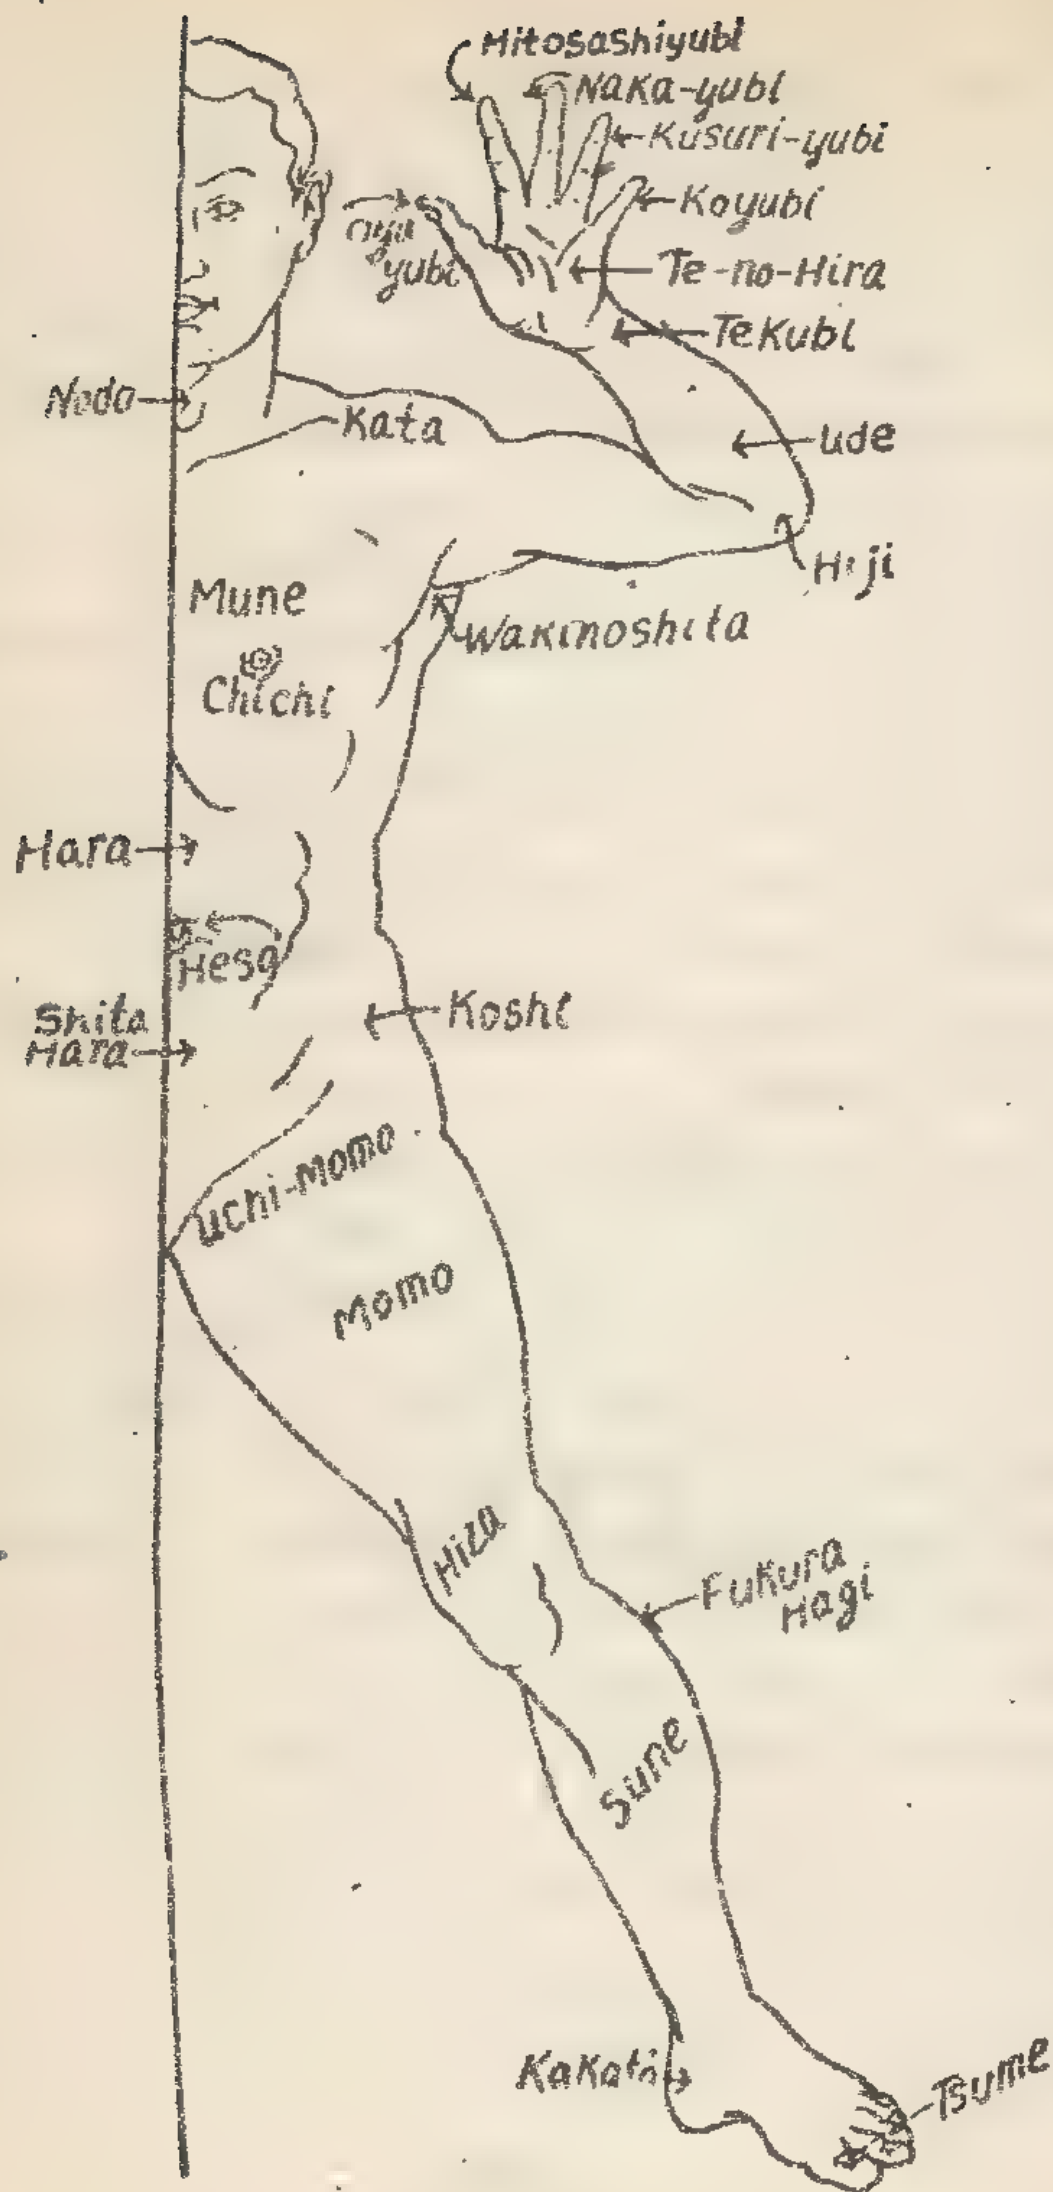 Hitosashiyubi
Naka-yubi
Kusuri-yubi
Koyubi
Oya
yubi
Te-no-Hira
TeKubi
Nodo
Kata
ude
Hiji
Mune
Wakinoshita
Chichi
Hara
Heso
Shita
Hara
Koshi
uchi-Momo
Momo
Hiza
Fukura
Hagi
Sune
Kakato
Tsume